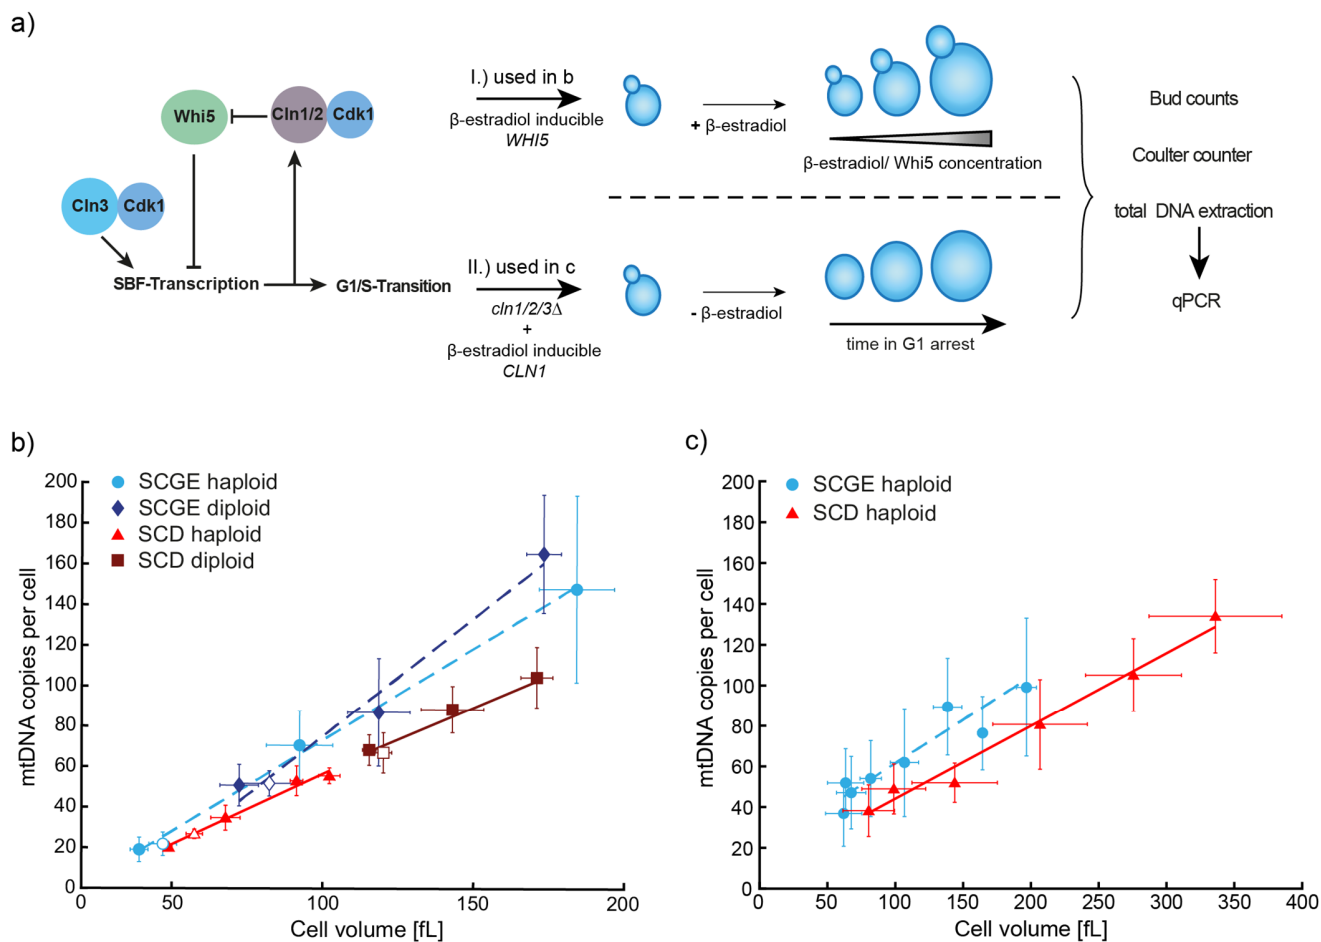 a)
Whi5
Cln1/2
Cdk1
Cln3
Cdk1
SBF-Transcription
G1/S-Transition
I.) used in b
β-estradiol inducible
WHI5
+ β-estradiol
β-estradiol/ Whi5 concentration
II.) used in c
cln1/2/3Δ
+
β-estradiol inducible
CLN1
- β-estradiol
time in G1 arrest
Bud counts
Coulter counter
total DNA extraction
qPCR
b)
mtDNA copies per cell
200
180
160
140
120
100
80
60
40
20
0
SCGE haploid
SCGE diploid
SCD haploid
SCD diploid
0
50
100
150
200
Cell volume [fL]
c)
mtDNA copies per cell
200
180
160
140
120
100
80
60
40
20
0
SCGE haploid
SCD haploid
0
50
100
150
200
250
300
350
400
Cell volume [fL]